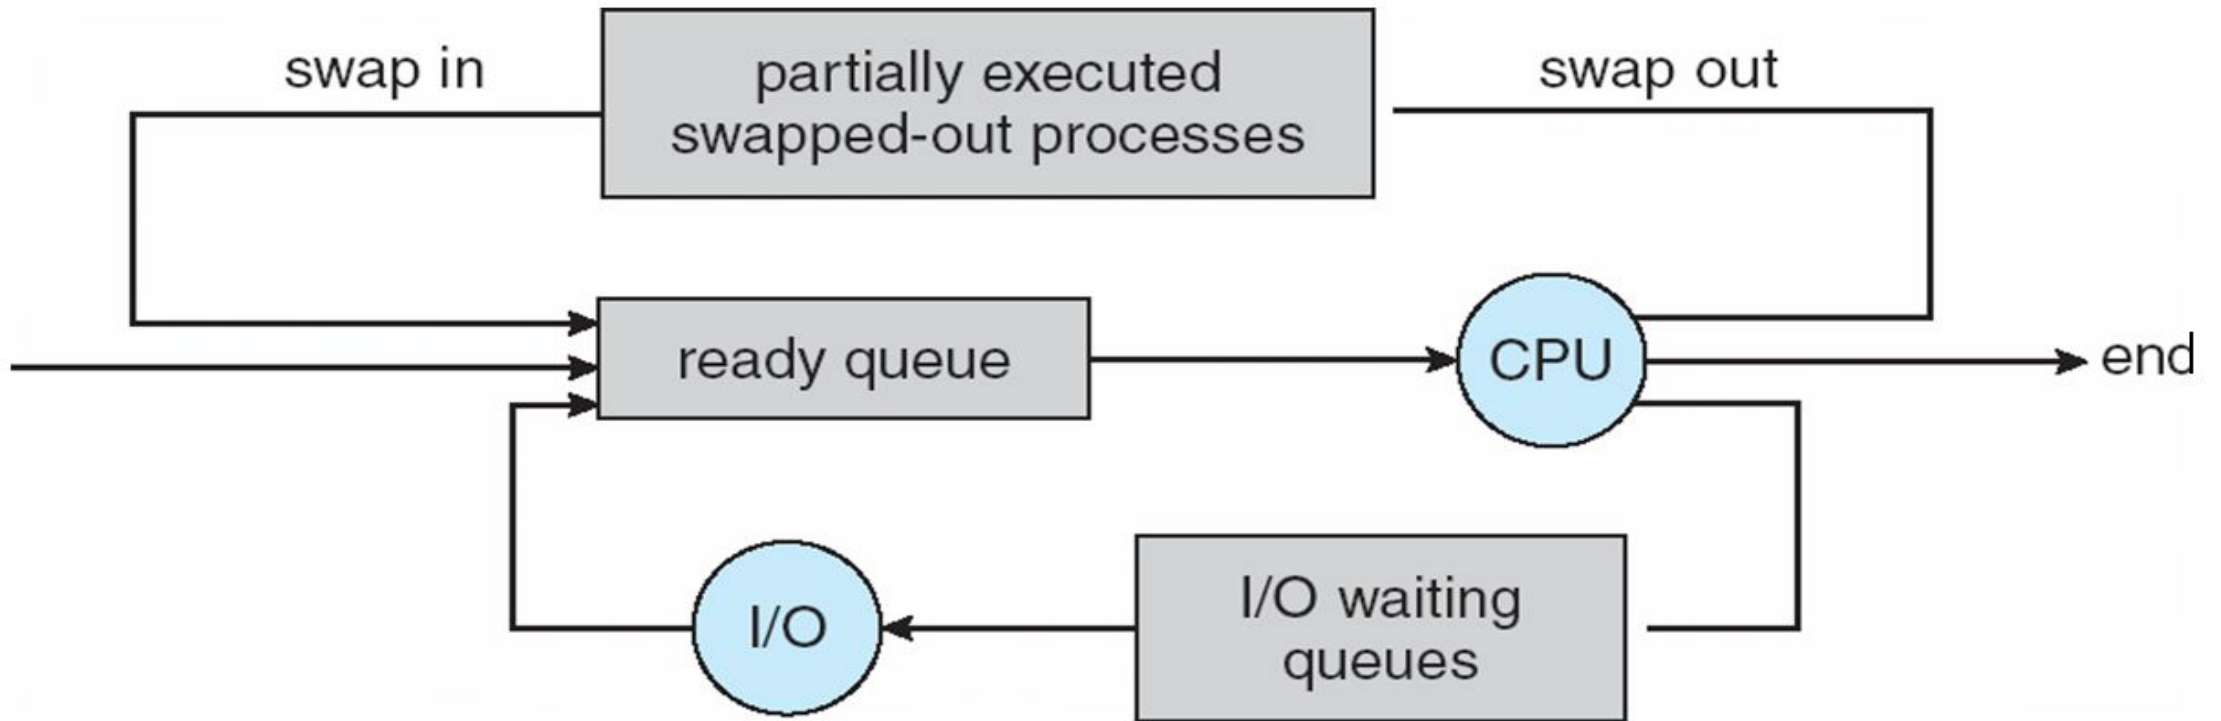 swap in
partially executed
swapped-out processes
swap out
ready queue
CPU
end
I/O
I/O waiting
queues